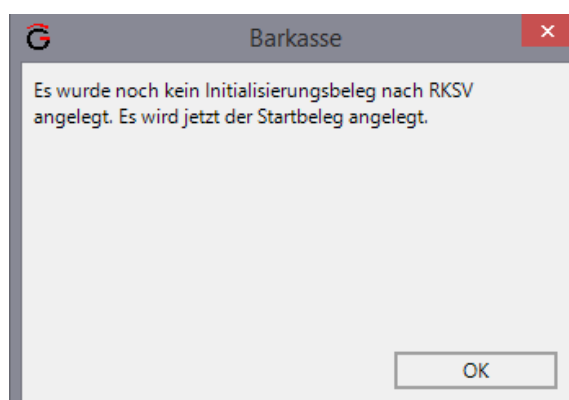 Barkasse
Es wurde noch kein Initialisierungsbeleg nach RKSV
angelegt. Es wird jetzt der Startbeleg angelegt.
OK